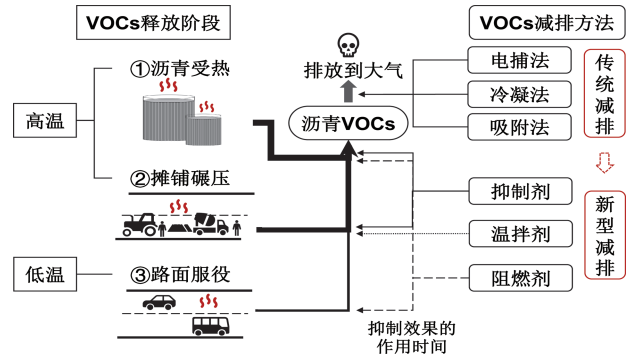 VOCs释放阶段
高温
①沥青受热
②摊铺碾压
低温
③路面服役
排放到大气
沥青VOCs
VOCs减排方法
电捕法
冷凝法
吸附法
传统减排
抑制剂
温拌剂
阻燃剂
新型减排
抑制效果的
作用时间